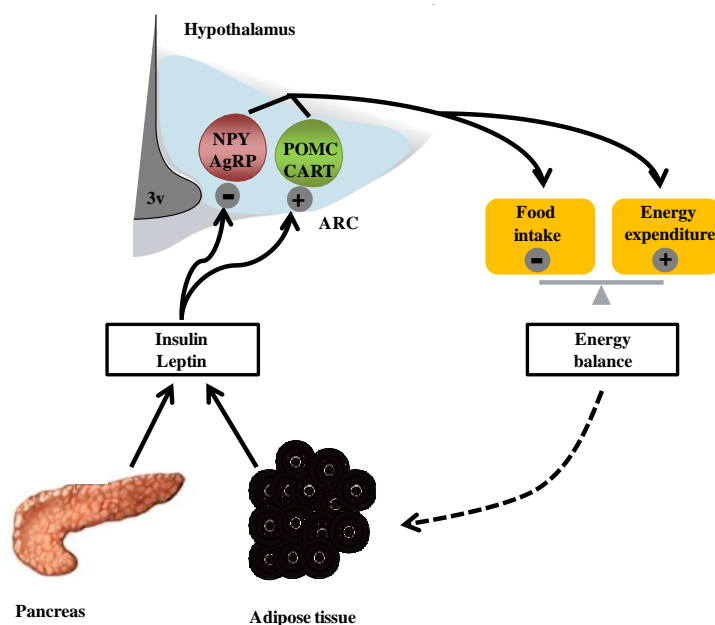 Hypothalamus
NPY
AgRP
POMC
CART
3v
-
+
ARC
Food
intake
-
Energy
expenditure
+
Insulin
Leptin
Energy
balance
Pancreas
Adipose tissue